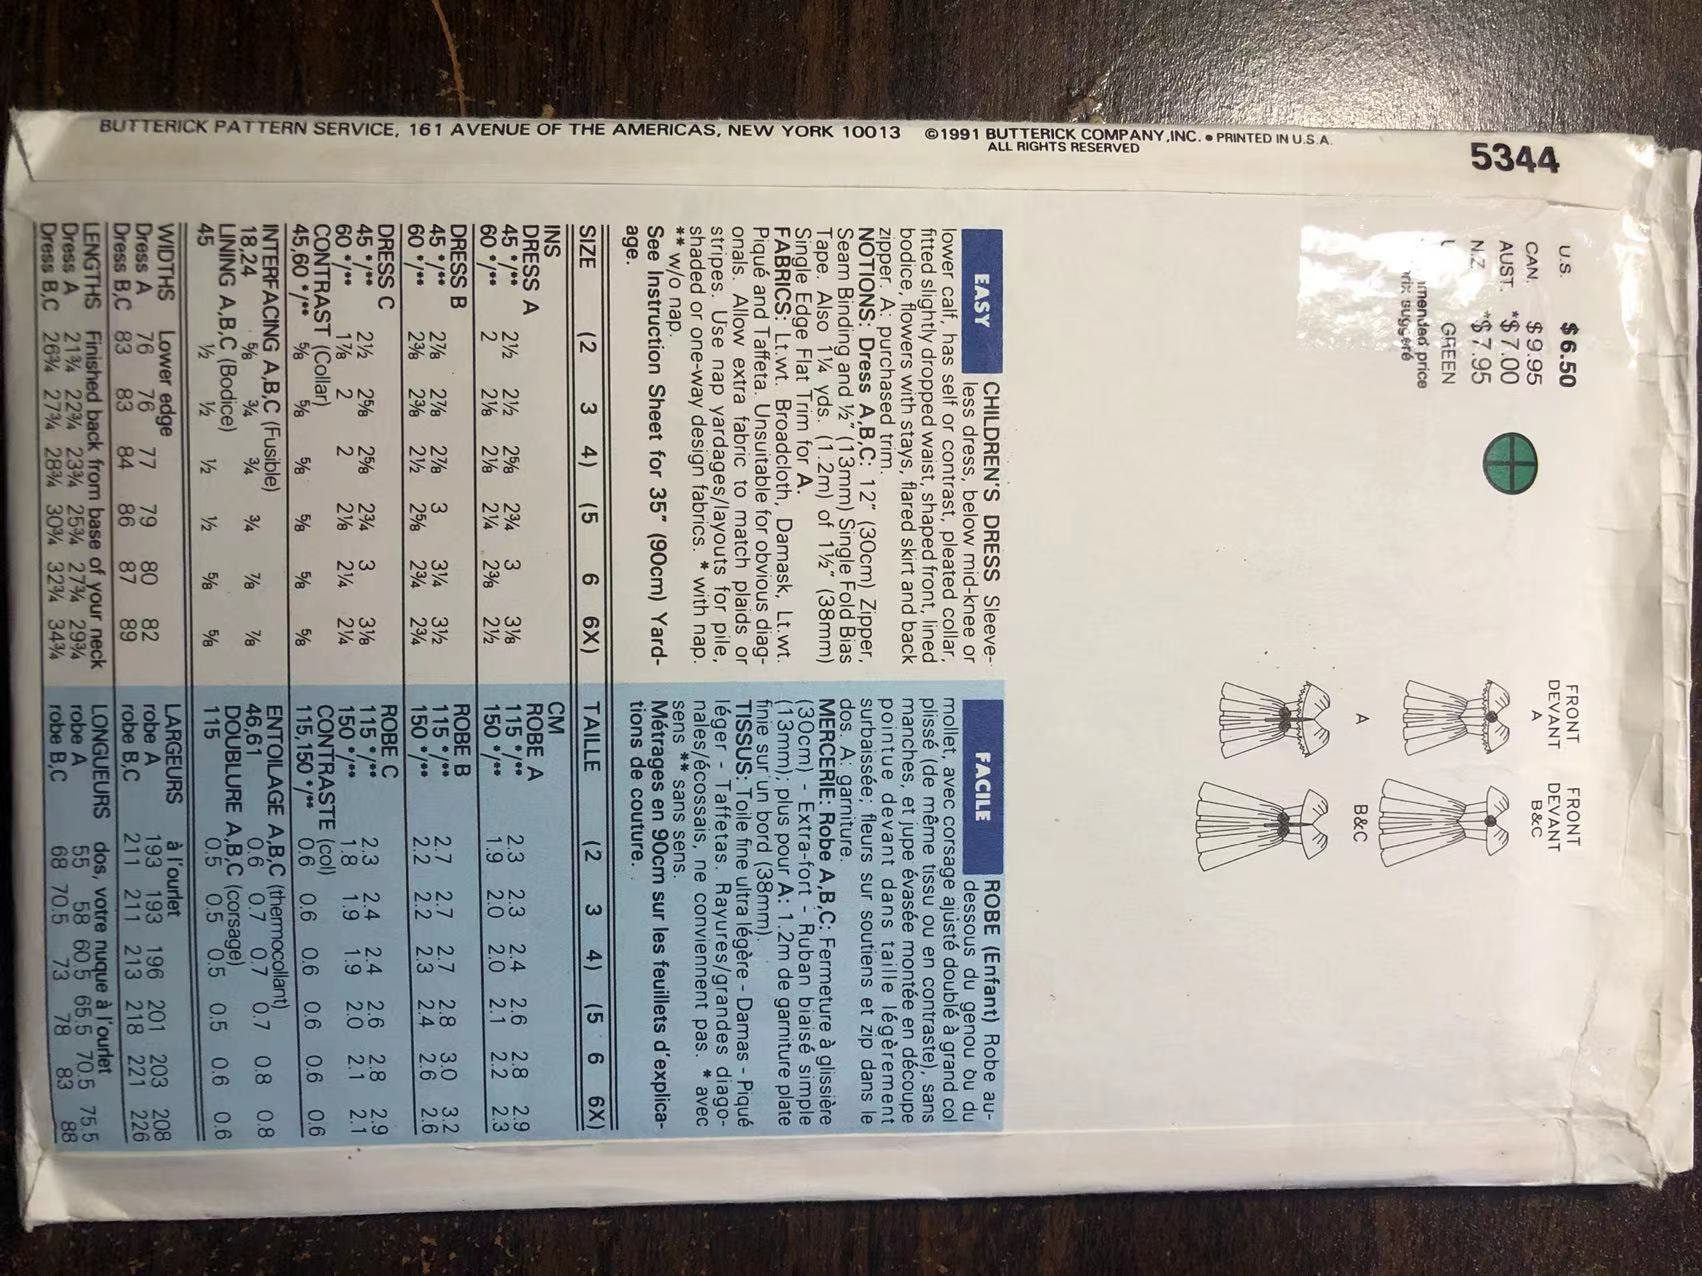 5344
U.S. $6.50
CAN. $9.95
AUST. *$7.00
N.Z. *$7.95
GREEN
price
suggéré
FRONT
DEVANT
A
FRONT
DEVANT
B&C
A
B&C
BUTTERICK PATTERN SERVICE, 161 AVENUE OF THE AMERICAS, NEW YORK 10013 ©1991 BUTTERICK COMPANY,INC. • PRINTED IN U.S.A.
ALL RIGHTS RESERVED
EASY
CHILDREN'S DRESS Sleeve-
less dress, below mid-knee or
lower calf, has self or contrast, pleated collar,
fitted slightly dropped waist, shaped front, lined
bodice, flowers with stays, flared skirt and back
zipper. A: purchased trim.
NOTIONS: Dress A,B,C: 12" (30cm) Zipper,
Seam Binding and ½" (13mm) Single Fold Bias
Tape. Also 1¼ yds. (1.2m) of 1½" (38mm)
Single Edge Flat Trim for A.
FABRICS: Lt.wt. Broadcloth, Damask, Lt.wt.
Piqué and Taffeta. Unsuitable for obvious diag-
onals. Allow extra fabric to match plaids or
stripes. Use nap yardages/layouts for pile,
shaded or one-way design fabrics. * with nap.
** w/o nap.
See Instruction Sheet for 35" (90cm) Yard-
age.
SIZE (2 3 4) (5 6 6X)
INS
DRESS A
45 */** 2½ 2½ 2⅝ 2¾ 3 3⅛
60 */** 2 2⅛ 2⅛ 2¼ 2⅜ 2½
DRESS B
45 */** 2⅞ 2⅞ 2⅞ 3 3¼ 3½
60 */** 2⅜ 2⅜ 2½ 2⅝ 2¾ 2¾
DRESS C
45 */** 2½ 2⅝ 2⅝ 2¾ 3 3⅛
60 */** 1⅞ 2 2 2⅛ 2¼ 2¼
CONTRAST (Collar)
45,60 */** ⅝ ⅝ ⅝ ⅝ ⅝ ⅝
INTERFACING A,B,C (Fusible)
18,24 ⅝ ¾ ¾ ¾ ⅞ ⅞
LINING A,B,C (Bodice)
45 ½ ½ ½ ½ ⅝ ⅝
WIDTHS Lower edge
Dress A 76 76 77 79 80 82
Dress B,C 83 83 84 86 87 89
LENGTHS Finished back from base of your neck
Dress A 21¾ 22¾ 23¾ 25¾ 27¾ 29¾
Dress B,C 26¾ 27¾ 28¾ 30¾ 32¾ 34¾
FACILE
ROBE (Enfant) Robe au-
dessous du genou ou du
mollet, avec corsage ajusté doublé à grand col
plissé (de même tissu ou en contraste), sans
manches, et jupe évasée montée en découpe
pointue devant dans taille légèrement
surbaissée; fleurs sur soutiens et zip dans le
dos. A: garniture.
MERCERIE: Robe A,B,C: Fermeture à glissière
(30cm) - Extra-fort - Ruban biaisé simple
(13mm); plus pour A: 1.2m de garniture plate
finie sur un bord (38mm).
TISSUS: Toile fine ultra légère - Damas - Piqué
léger - Taffetas. Rayures/grandes diago-
nales/écossais, ne conviennent pas. * avec
sens ** sans sens.
Métrages en 90cm sur les feuillets d'explica-
tions de couture.
TAILLE (2 3 4) (5 6 6X)
CM
ROBE A
115 */** 2.3 2.3 2.4 2.6 2.8 2.9
150 */** 1.9 2.0 2.0 2.1 2.2 2.3
ROBE B
115 */** 2.7 2.7 2.7 2.8 3.0 3.2
150 */** 2.2 2.2 2.3 2.4 2.6 2.6
ROBE C
115 */** 2.3 2.4 2.4 2.6 2.8 2.9
150 */** 1.8 1.9 1.9 2.0 2.1 2.1
CONTRASTE (col)
115,150 */** 0.6 0.6 0.6 0.6 0.6 0.6
ENTOILAGE A,B,C (thermocollant)
46,61 0.6 0.7 0.7 0.7 0.8 0.8
DOUBLURE A,B,C (corsage)
115 0.5 0.5 0.5 0.5 0.6 0.6
LARGEURS à l'ourlet
robe A 193 193 196 201 203 208
robe B,C 211 211 213 218 221 226
LONGUEURS dos, votre nuque à l'ourlet
robe A 55 58 60.5 65.5 70.5 75.5
robe B,C 68 70.5 73 78 83 88